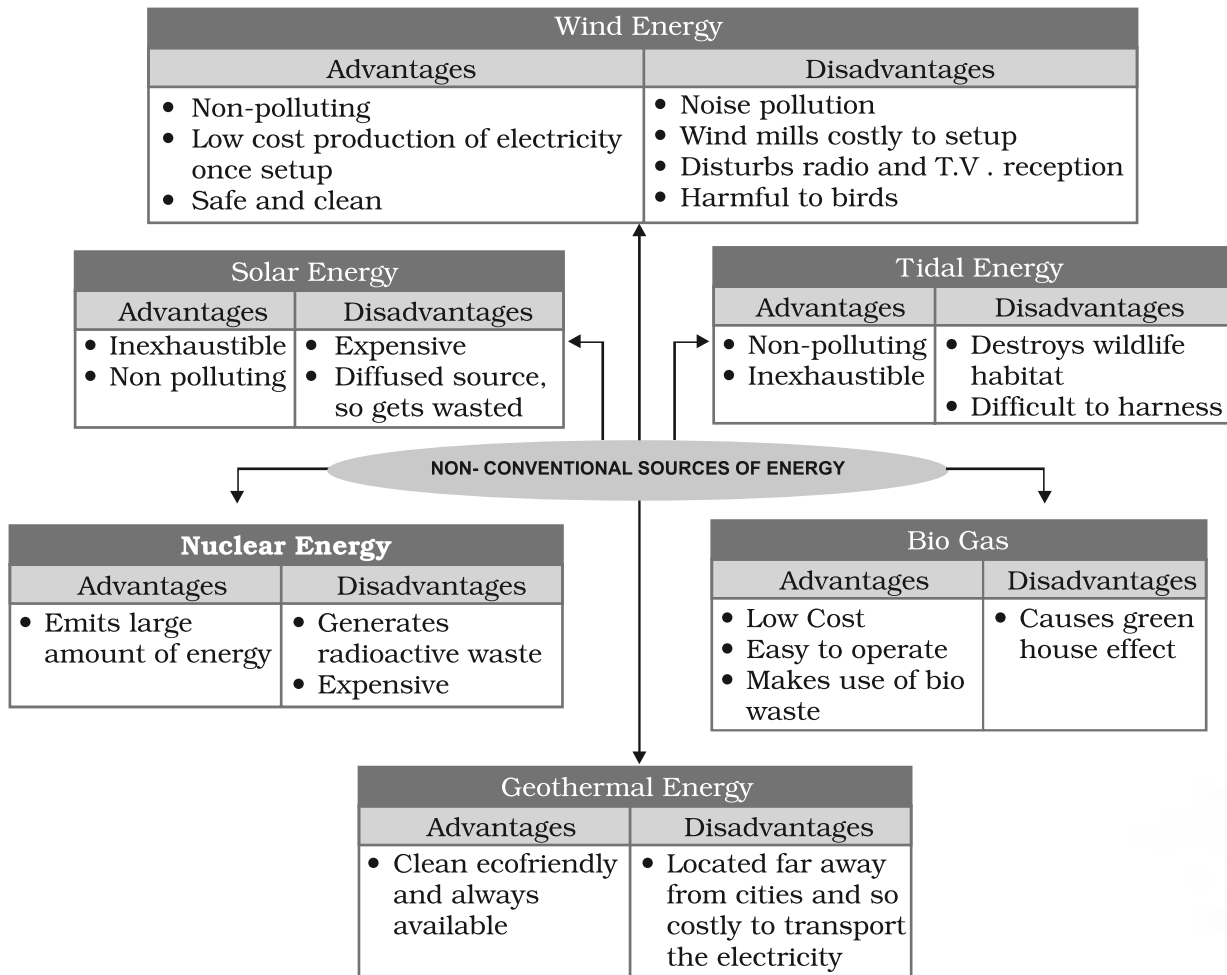 Wind Energy
Advantages
Disadvantages
• Non-polluting
• Low cost production of electricity
once setup
• Safe and clean
• Noise pollution
• Wind mills costly to setup
• Disturbs radio and T.V . reception
• Harmful to birds
Solar Energy
Advantages
Disadvantages
• Inexhaustible
• Non polluting
• Expensive
• Diffused source,
so gets wasted
Tidal Energy
Advantages
Disadvantages
• Non-polluting
• Inexhaustible
• Destroys wildlife
habitat
• Difficult to harness
NON- CONVENTIONAL SOURCES OF ENERGY
Nuclear Energy
Advantages
Disadvantages
• Emits large
amount of energy
• Generates
radioactive waste
• Expensive
Bio Gas
Advantages
Disadvantages
• Low Cost
• Easy to operate
• Makes use of bio
waste
• Causes green
house effect
Geothermal Energy
Advantages
Disadvantages
• Clean ecofriendly
and always
available
• Located far away
from cities and so
costly to transport
the electricity